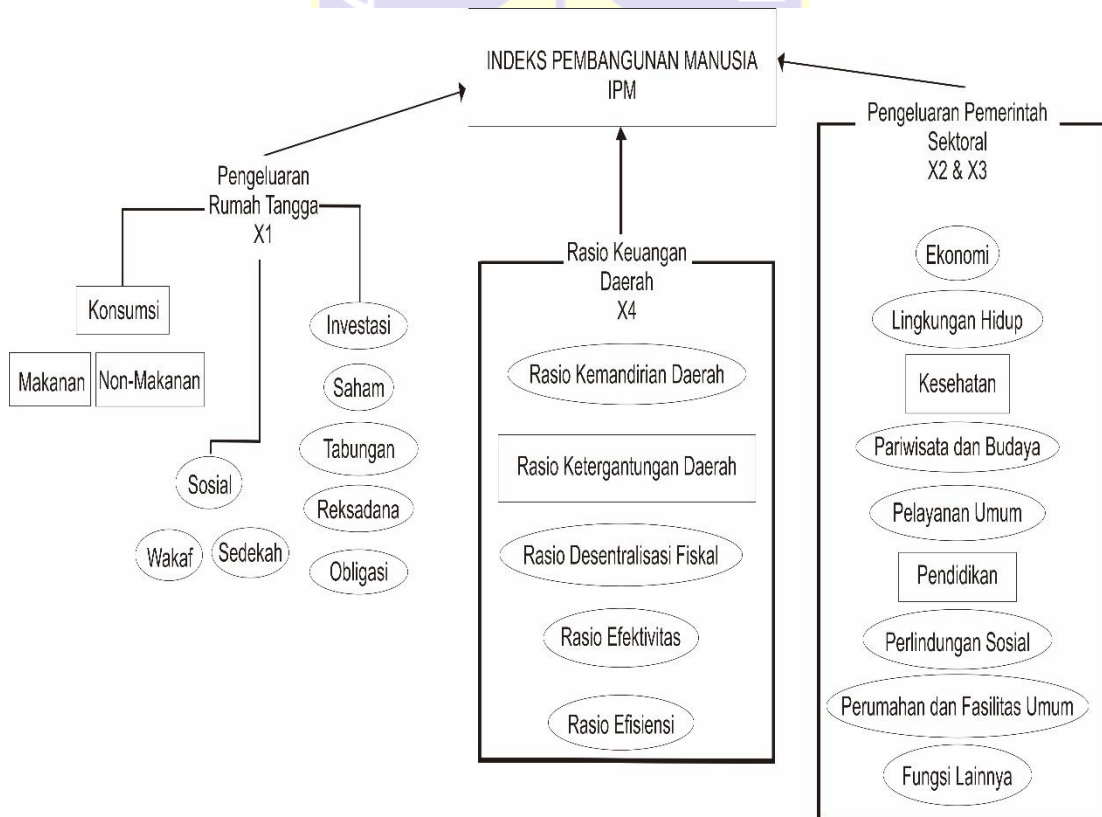 INDEKS PEMBANGUNAN MANUSIA
IPM
Pengeluaran
Rumah Tangga
X1
Konsumsi
Makanan
Non-Makanan
Sosial
Wakaf
Sedekah
Investasi
Saham
Tabungan
Reksadana
Obligasi
Rasio Keuangan
Daerah
X4
Rasio Kemandirian Daerah
Rasio Ketergantungan Daerah
Rasio Desentralisasi Fiskal
Rasio Efektivitas
Rasio Efisiensi
Pengeluaran Pemerintah
Sektoral
X2 & X3
Ekonomi
Lingkungan Hidup
Kesehatan
Pariwisata dan Budaya
Pelayanan Umum
Pendidikan
Perlindungan Sosial
Perumahan dan Fasilitas Umum
Fungsi Lainnya